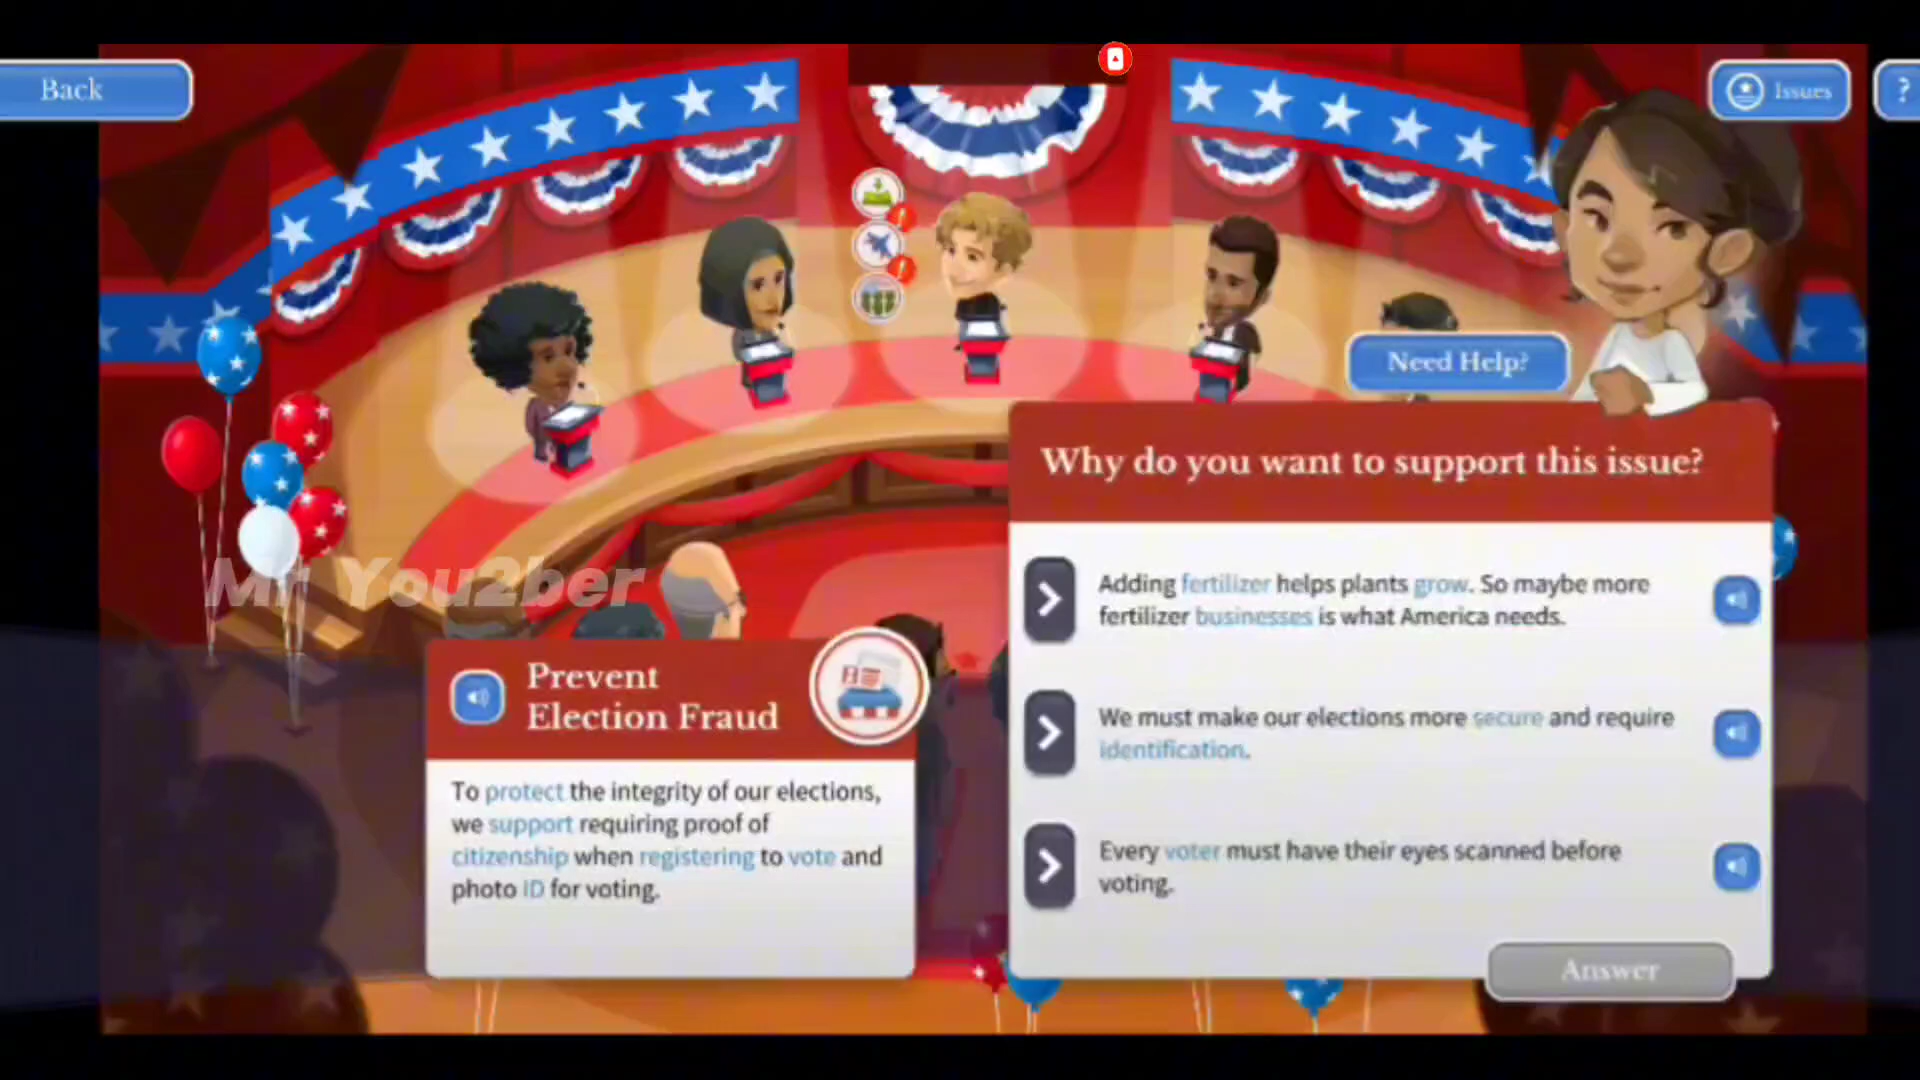 Back
Issues
?
Need Help?
Why do you want to support this issue?
Adding fertilizer helps plants grow. So maybe more
fertilizer businesses is what America needs.
We must make our elections more secure and require
identification.
Every voter must have their eyes scanned before
voting.
Answer
Mr You2ber
Prevent
Election Fraud
To protect the integrity of our elections,
we support requiring proof of
citizenship when registering to vote and
photo ID for voting.